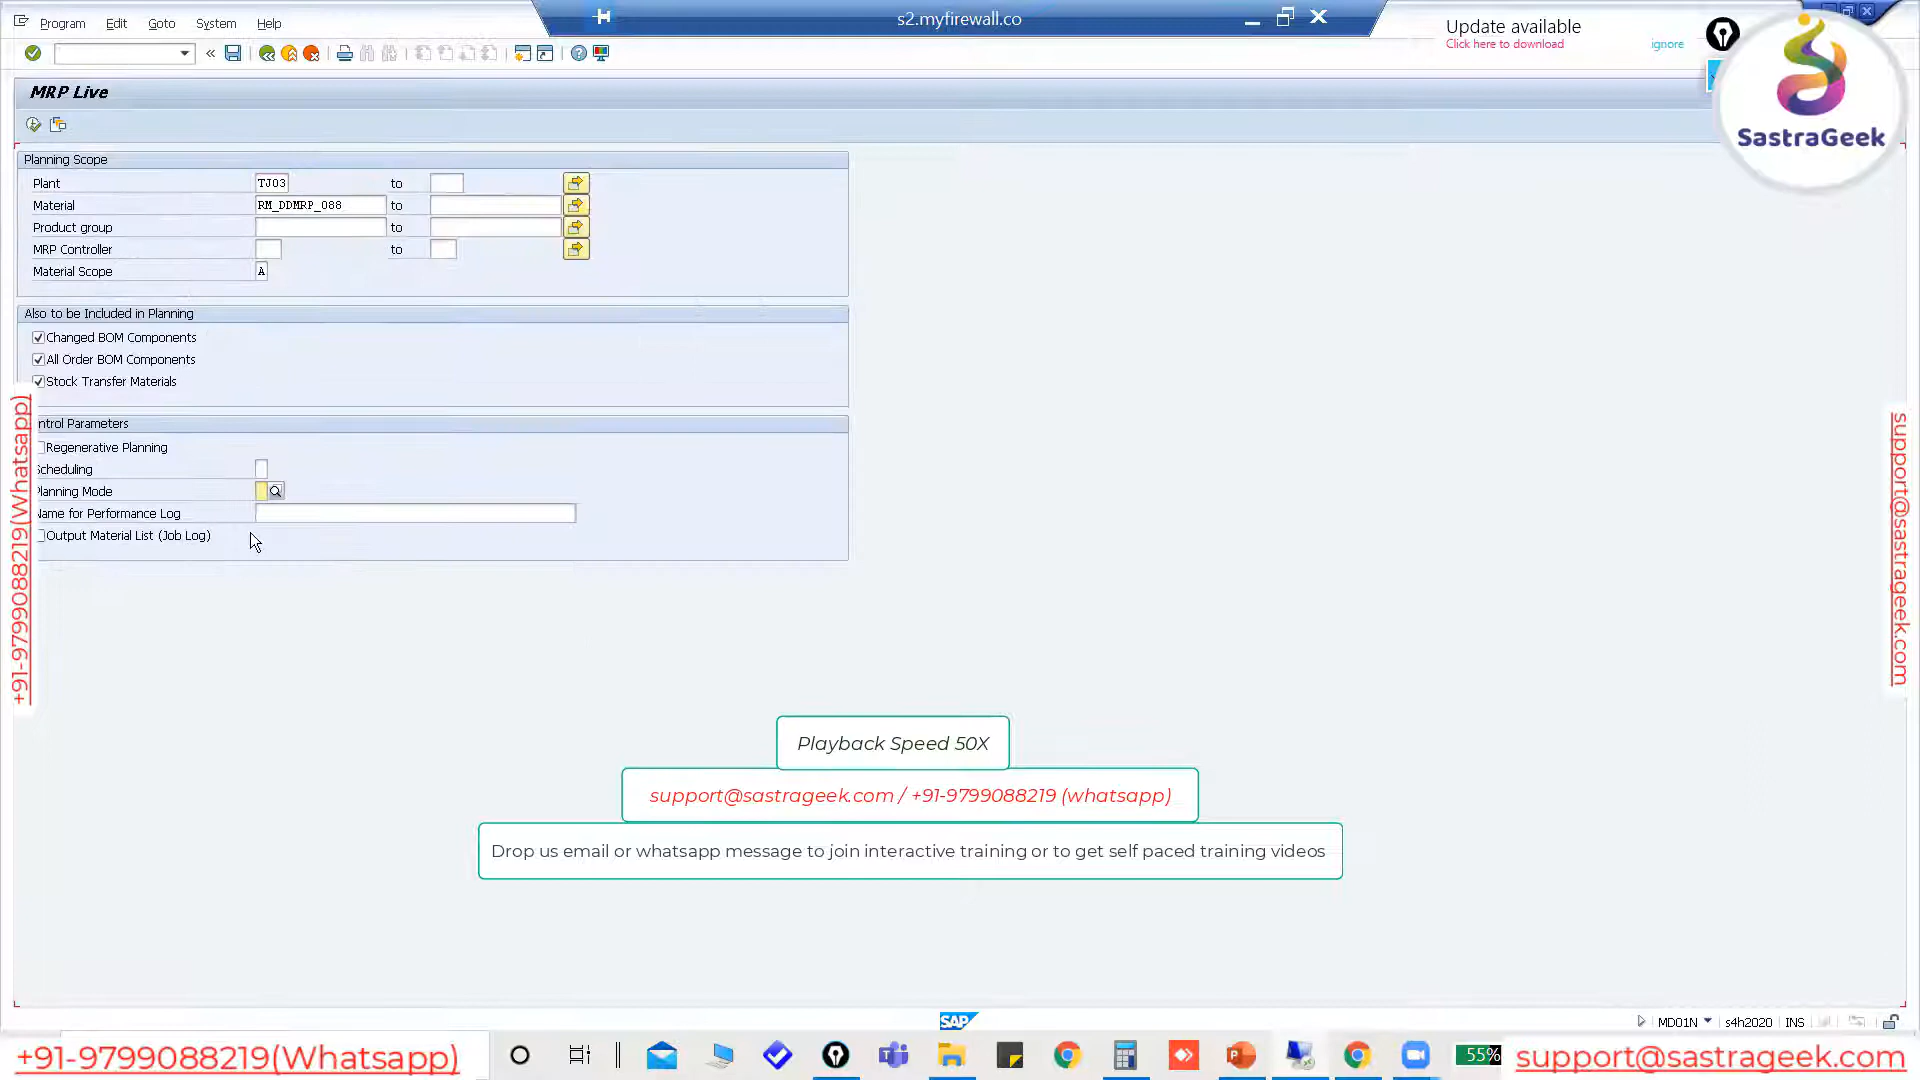 Program Edit Goto System Help
s2.myfirewall.co
Update available
Click here to download
ignore
SastraGeek
MRP Live
Planning Scope
Plant TJ03 to
Material RM_DDMRP_088 to
Product group to
MRP Controller to
Material Scope A
Also to be Included in Planning
Changed BOM Components
All Order BOM Components
Stock Transfer Materials
ntrol Parameters
Regenerative Planning
Scheduling
Planning Mode
Name for Performance Log
Output Material List (Job Log)
+91-9799088219(Whatsapp)
support@sastrageek.com
Playback Speed 50X
support@sastrageek.com / +91-9799088219 (whatsapp)
Drop us email or whatsapp message to join interactive training or to get self paced training videos
SAP
MD01N s4h2020 INS
+91-9799088219(Whatsapp)
55%
support@sastrageek.com